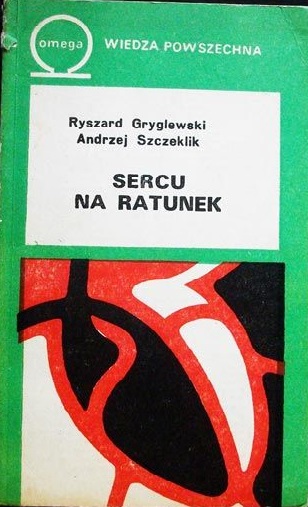 omega
WIEDZA POWSZECHNA
Ryszard Gryglewski
Andrzej Szczeklik
SERCU
NA RATUNEK